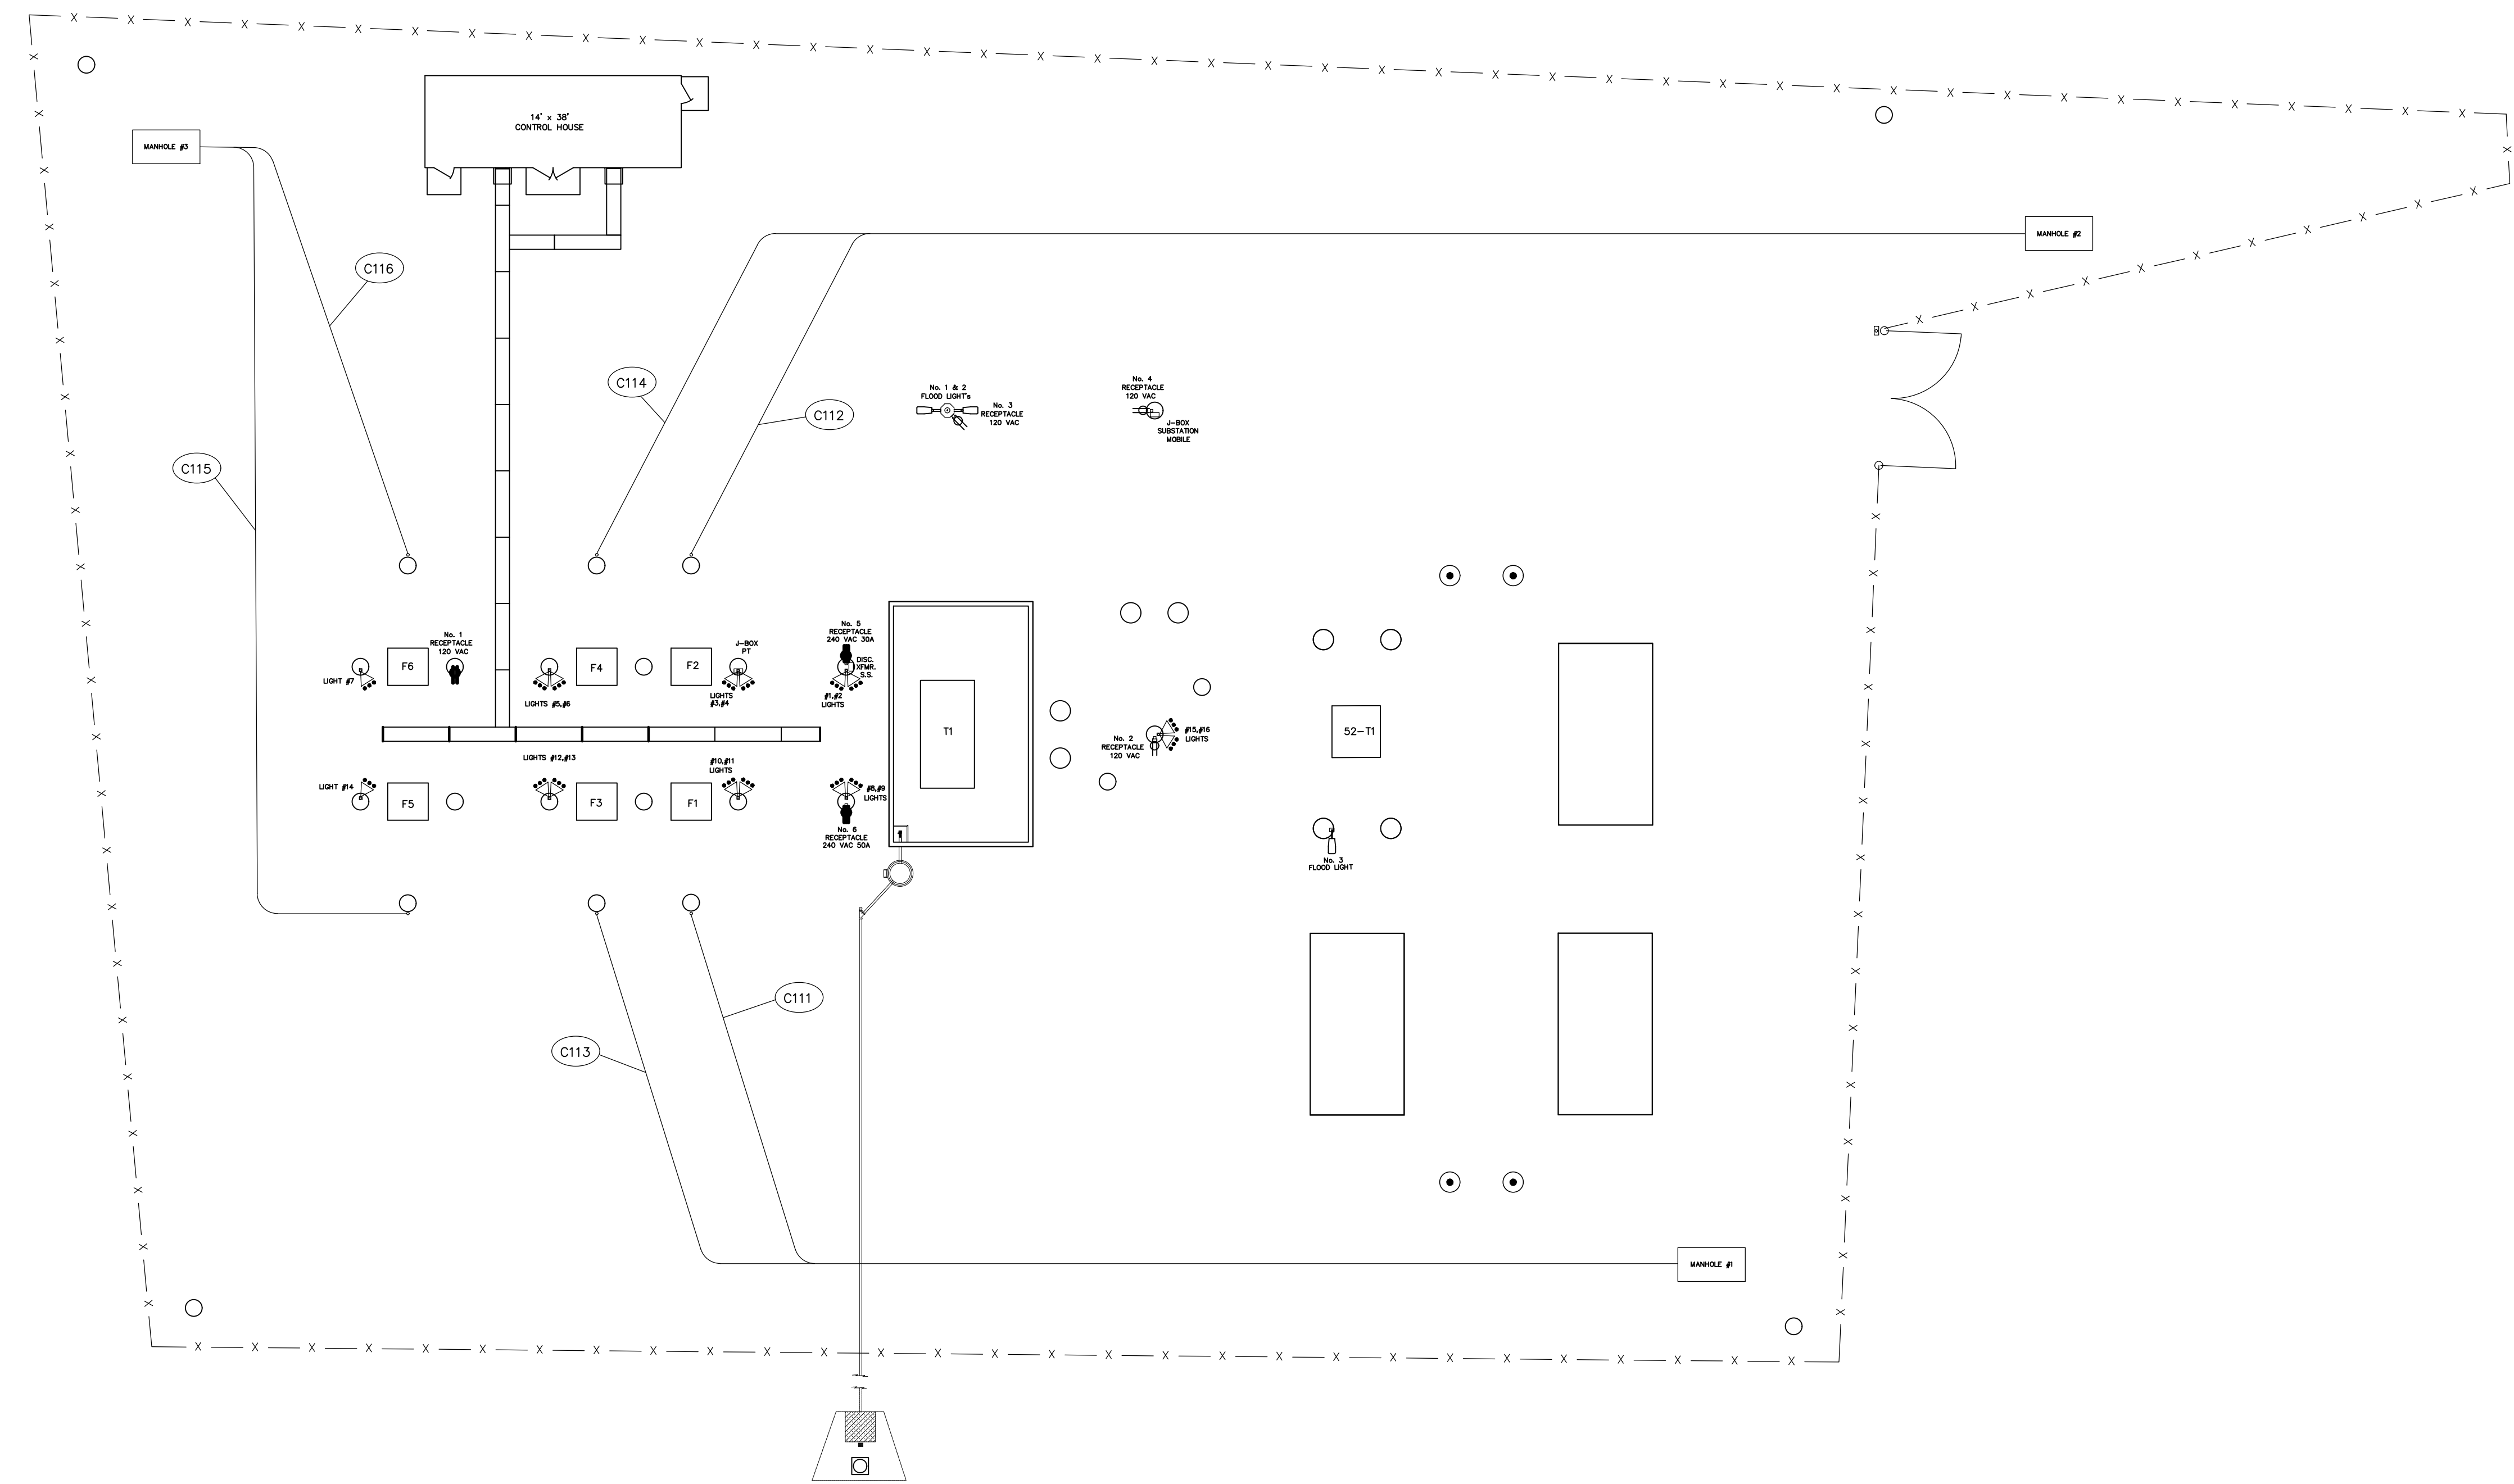 14' x 38'
CONTROL HOUSE
MANHOLE #3
MANHOLE #2
C116
C114
C112
C115
No. 1 & 2
FLOOD LIGHT's
No. 3
RECEPTACLE
120 VAC
No. 4
RECEPTACLE
120 VAC
J-BOX
SUBSTATION
MOBILE
No. 1
RECEPTACLE
120 VAC
J-BOX
PT
No. 5
RECEPTACLE
240 VAC 30A
DISC.
XFMR.
S.S.
F6
F4
F2
LIGHT #7
LIGHTS #5,#6
LIGHTS
#3,#4
#1,#2
LIGHTS
T1
No. 2
RECEPTACLE
120 VAC
#15,#16
LIGHTS
52-T1
LIGHTS #12,#13
#10,#11
LIGHTS
LIGHT #14
#8,#9
LIGHTS
F5
F3
F1
No. 6
RECEPTACLE
240 VAC 50A
No. 3
FLOOD LIGHT
C111
C113
MANHOLE #1